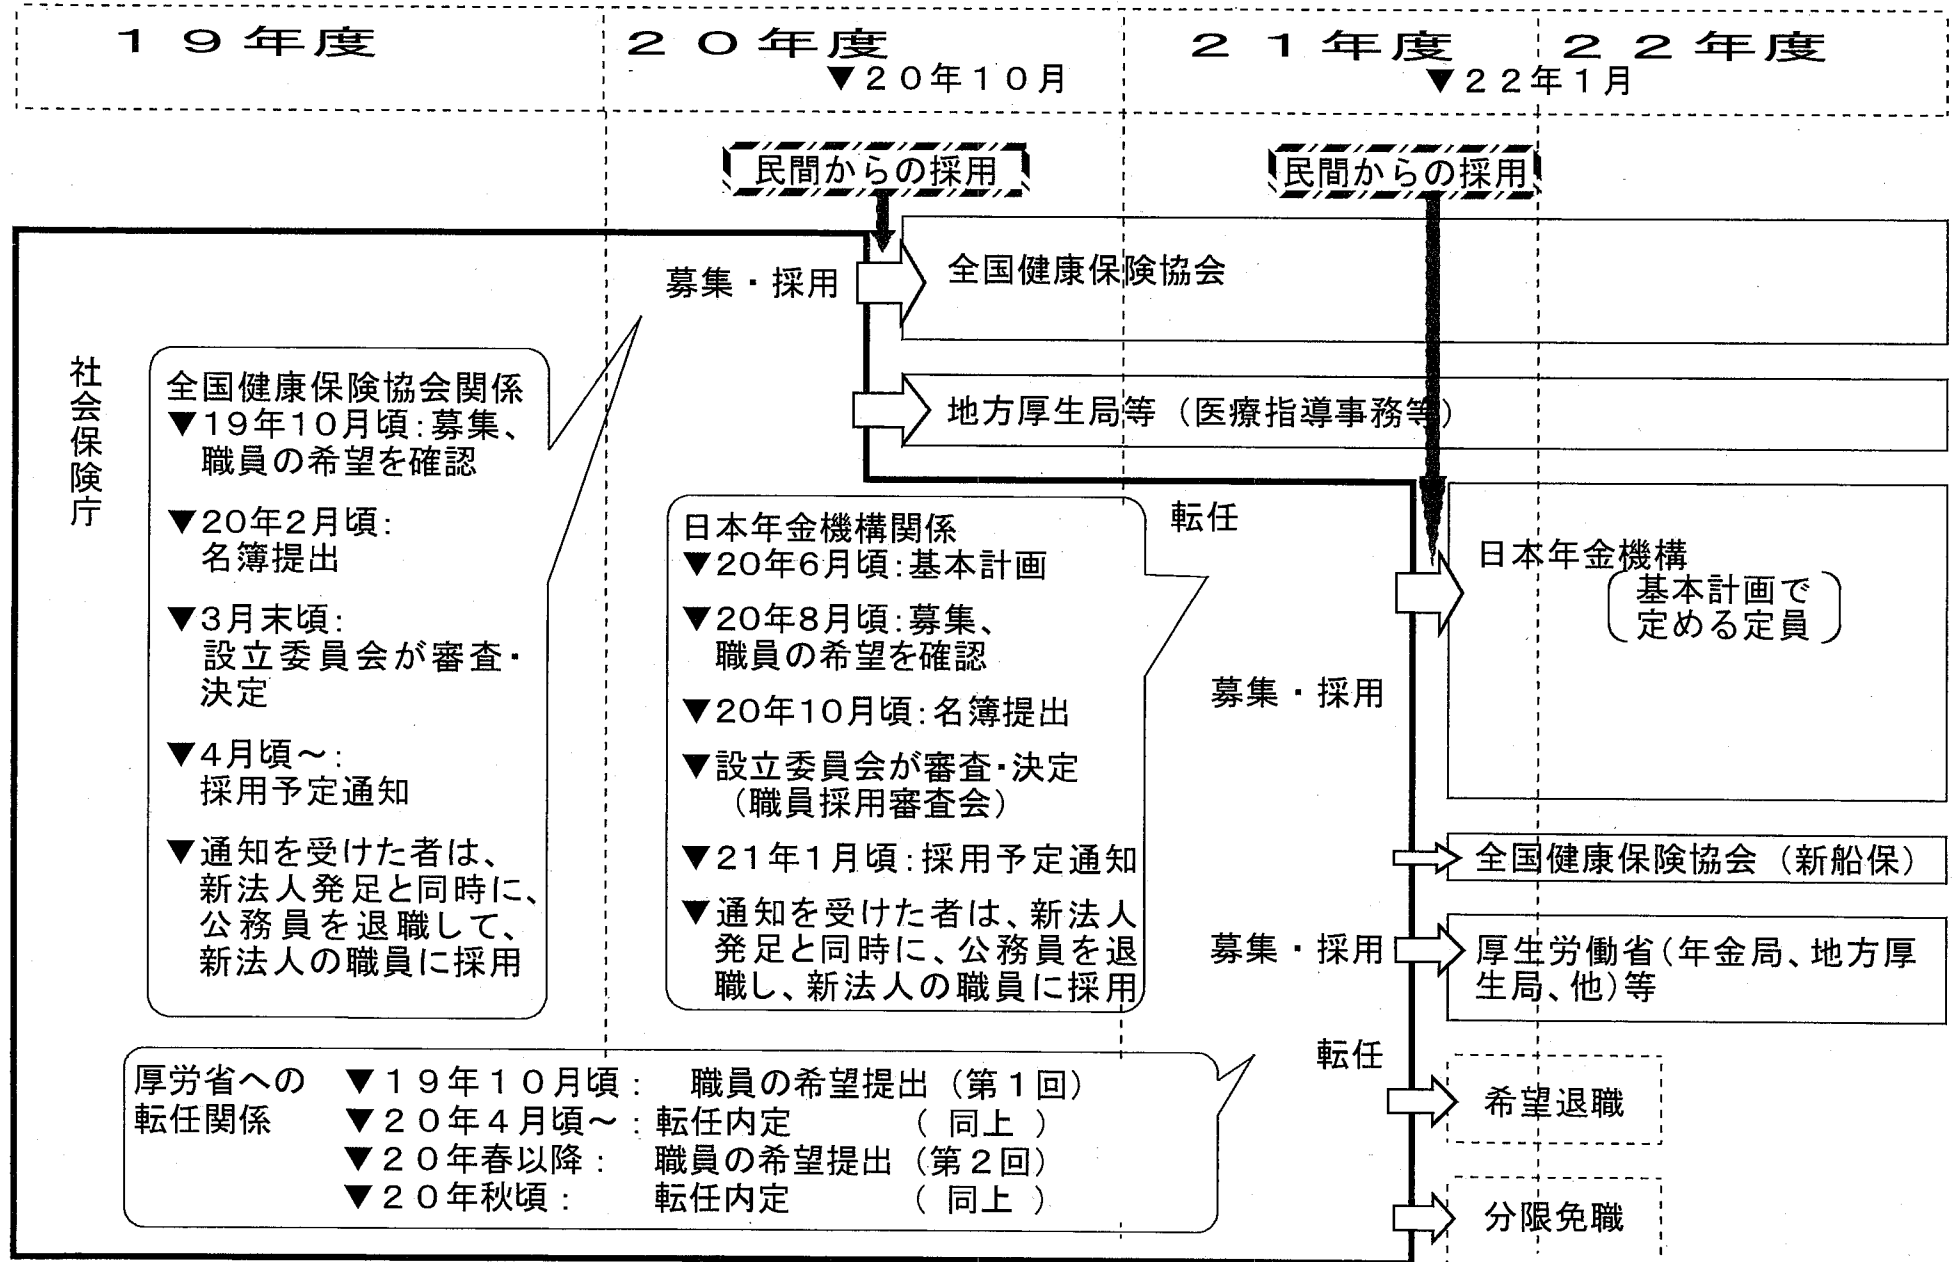 １９年度
２０年度
２１年度
２２年度
▼２０年１０月
▼２２年１月
民間からの採用
民間からの採用
募集・採用
全国健康保険協会
地方厚生局等（医療指導事務等）
社会保険庁
全国健康保険協会関係
▼19年10月頃：募集、
職員の希望を確認
▼20年2月頃：
名簿提出
▼3月末頃：
設立委員会が審査・
決定
▼4月頃～：
採用予定通知
▼通知を受けた者は、
新法人発足と同時に、
公務員を退職して、
新法人の職員に採用
日本年金機構関係
▼20年6月頃：基本計画
▼20年8月頃：募集、
職員の希望を確認
▼20年10月頃：名簿提出
▼設立委員会が審査・決定
（職員採用審査会）
▼21年1月頃：採用予定通知
▼通知を受けた者は、新法人
発足と同時に、公務員を退
職し、新法人の職員に採用
転任
日本年金機構
基本計画で
定める定員
募集・採用
全国健康保険協会（新船保）
募集・採用
厚生労働省（年金局、地方厚
生局、他）等
転任
希望退職
分限免職
厚労省への
転任関係
▼１９年１０月頃：　職員の希望提出（第１回）
▼２０年４月頃～：転任内定　（同上）
▼２０年春以降：　職員の希望提出（第２回）
▼２０年秋頃：　転任内定　（同上）